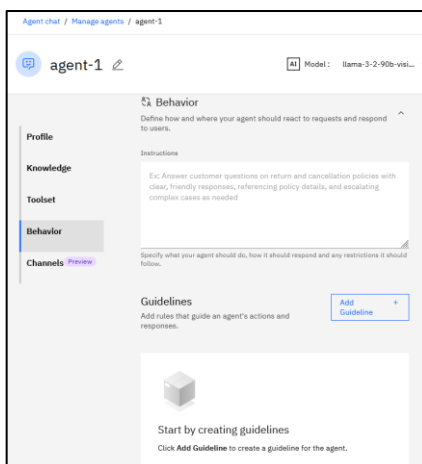 Agent chat / Manage agents / agent-1
agent-1
AI Model: llama-3-2-90b-visi...
Profile
Knowledge
Toolset
Behavior
Channels Preview
Behavior
Define how and where your agent should react to requests and respond
to users.
Instructions
Ex: Answer customer questions on return and cancellation policies with
clear, friendly responses, referencing policy details, and escalating
complex cases as needed
Specify what your agent should do, how it should respond and any restrictions it should
follow.
Guidelines
Add rules that guide an agent's actions and
responses.
Add +
Guideline
Start by creating guidelines
Click Add Guideline to create a guideline for the agent.